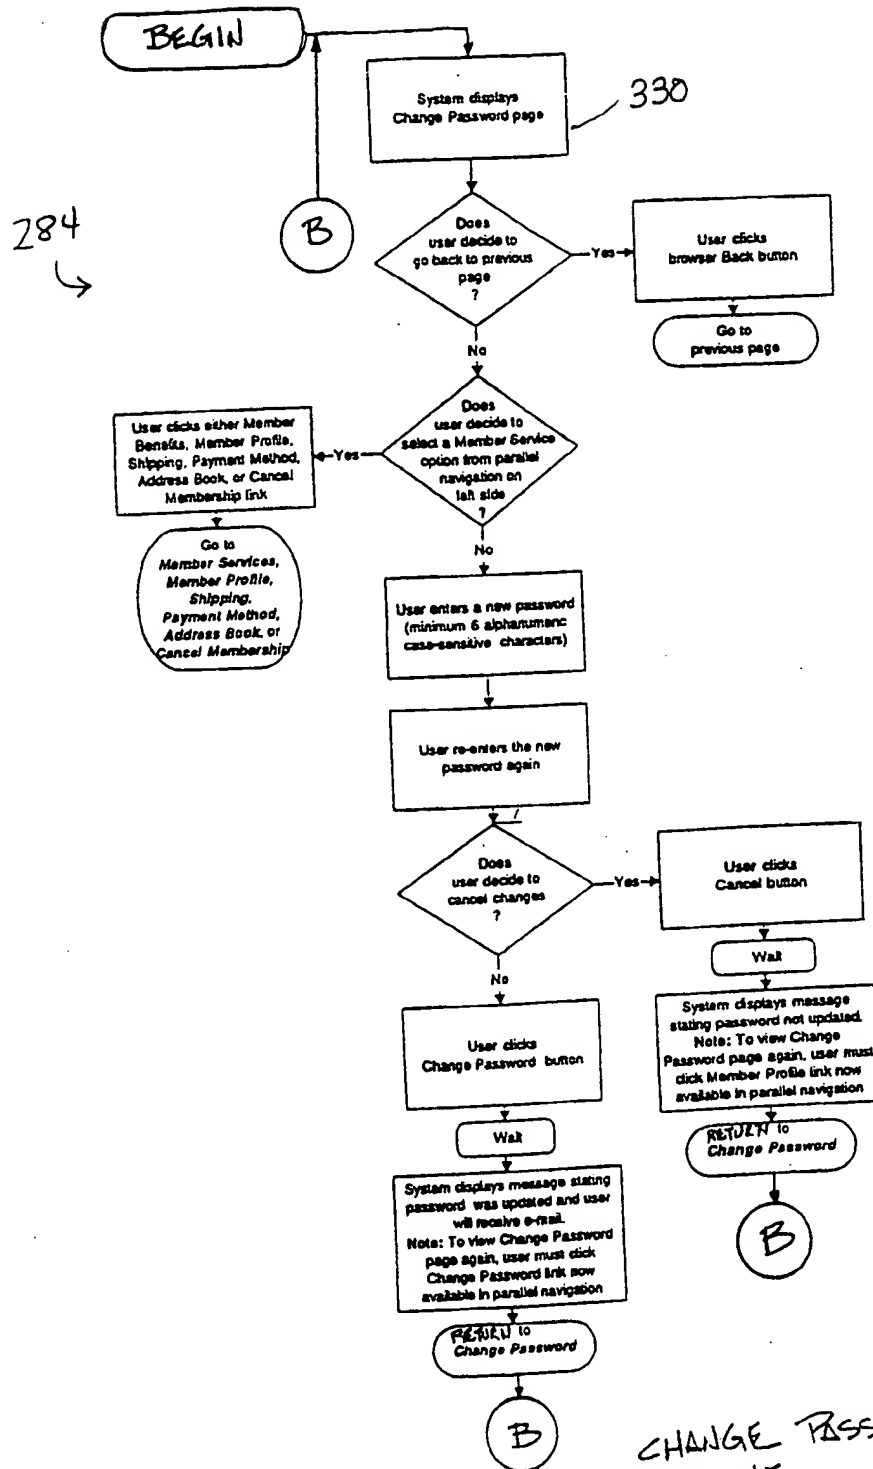 BEGIN
System displays
Change Password page
330
284
B
Does
user decide to
go back to previous
page
?
Yes
User clicks
browser Back button
Go to
previous page
No
Does
user decide to
select a Member Service
option from parallel
navigation on
left side
?
Yes
User clicks either Member
Benefits, Member Profile,
Shipping, Payment Method,
Address Book, or Cancel
Membership link
Go to
Member Services,
Member Profile,
Shipping,
Payment Method,
Address Book, or
Cancel Membership
No
User enters a new password
(minimum 6 alphanumeric
case-sensitive characters)
User re-enters the new
password again
Does
user decide to
cancel changes
?
Yes
User clicks
Cancel button
Wait
System displays message
stating password not updated.
Note: To view Change
Password page again, user must
click Member Profile link now
available in parallel navigation
RETURN to
Change Password
B
No
User clicks
Change Password button
Wait
System displays message stating
password was updated and user
will receive e-mail.
Note: To view Change Password
page again, user must click
Change Password link now
available in parallel navigation
RETURN to
Change Password
B
CHANGE PASS